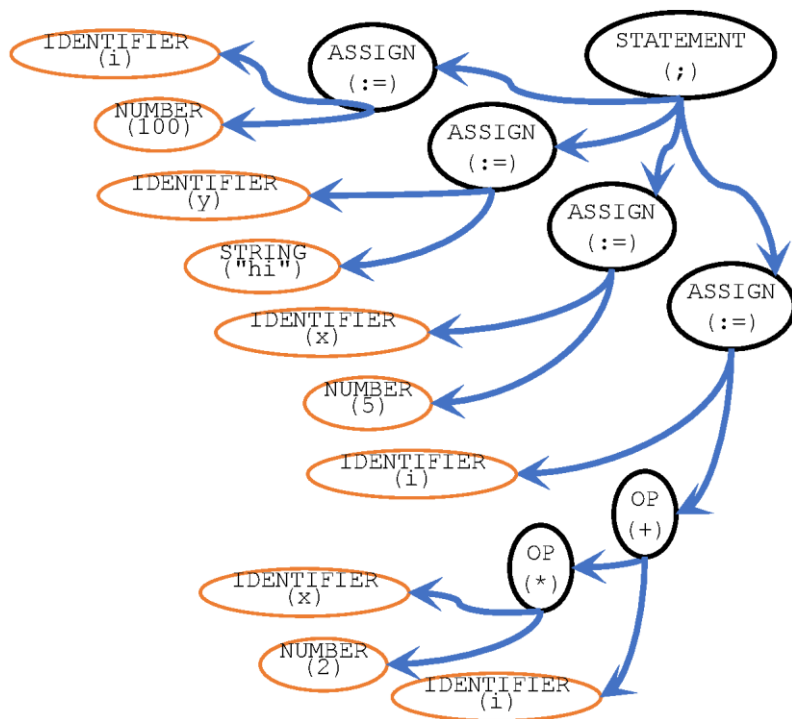 IDENTIFIER
(i)
ASSIGN
(:=)
STATEMENT
(;)
NUMBER
(100)
ASSIGN
(:=)
IDENTIFIER
(y)
ASSIGN
(:=)
STRING
("hi")
ASSIGN
(:=)
IDENTIFIER
(x)
NUMBER
(5)
IDENTIFIER
(i)
OP
(+)
OP
(*)
IDENTIFIER
(x)
NUMBER
(2)
IDENTIFIER
(i)